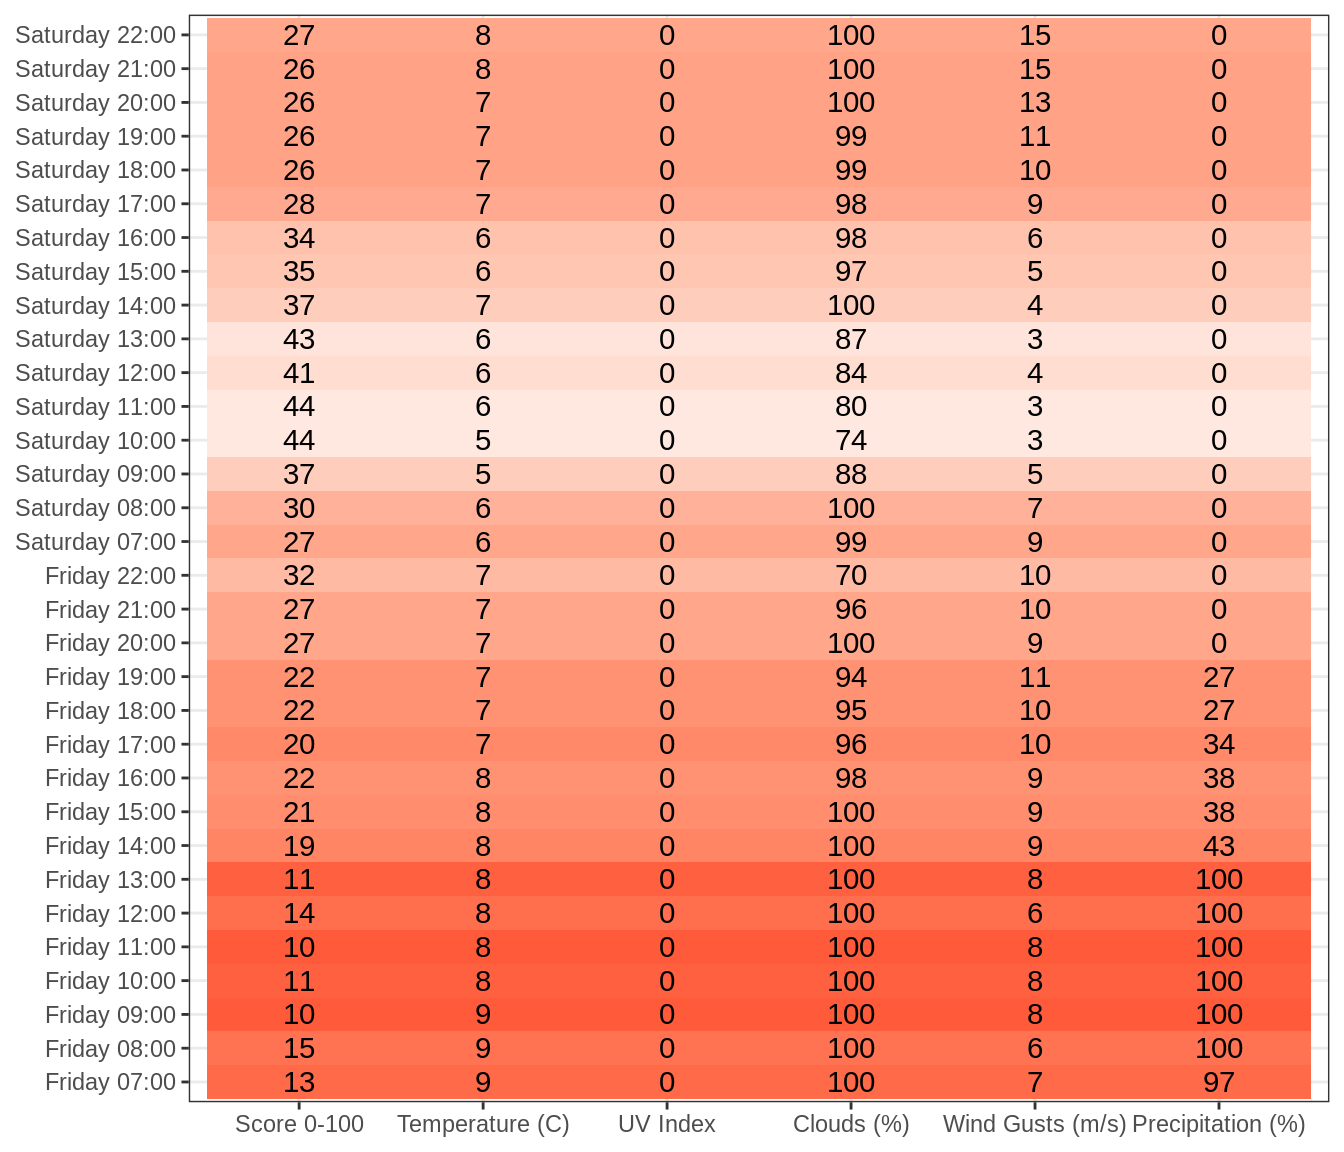 Saturday 22:00 27 8 0 100 15 0
Saturday 21:00 26 8 0 100 15 0
Saturday 20:00 26 7 0 100 13 0
Saturday 19:00 26 7 0 99 11 0
Saturday 18:00 26 7 0 99 10 0
Saturday 17:00 28 7 0 98 9 0
Saturday 16:00 34 6 0 98 6 0
Saturday 15:00 35 6 0 97 5 0
Saturday 14:00 37 7 0 100 4 0
Saturday 13:00 43 6 0 87 3 0
Saturday 12:00 41 6 0 84 4 0
Saturday 11:00 44 6 0 80 3 0
Saturday 10:00 44 5 0 74 3 0
Saturday 09:00 37 5 0 88 5 0
Saturday 08:00 30 6 0 100 7 0
Saturday 07:00 27 6 0 99 9 0
Friday 22:00 32 7 0 70 10 0
Friday 21:00 27 7 0 96 10 0
Friday 20:00 27 7 0 100 9 0
Friday 19:00 22 7 0 94 11 27
Friday 18:00 22 7 0 95 10 27
Friday 17:00 20 7 0 96 10 34
Friday 16:00 22 8 0 98 9 38
Friday 15:00 21 8 0 100 9 38
Friday 14:00 19 8 0 100 9 43
Friday 13:00 11 8 0 100 8 100
Friday 12:00 14 8 0 100 6 100
Friday 11:00 10 8 0 100 8 100
Friday 10:00 11 8 0 100 8 100
Friday 09:00 10 9 0 100 8 100
Friday 08:00 15 9 0 100 6 100
Friday 07:00 13 9 0 100 7 97
Score 0-100 Temperature (C) UV Index Clouds (%) Wind Gusts (m/s) Precipitation (%)